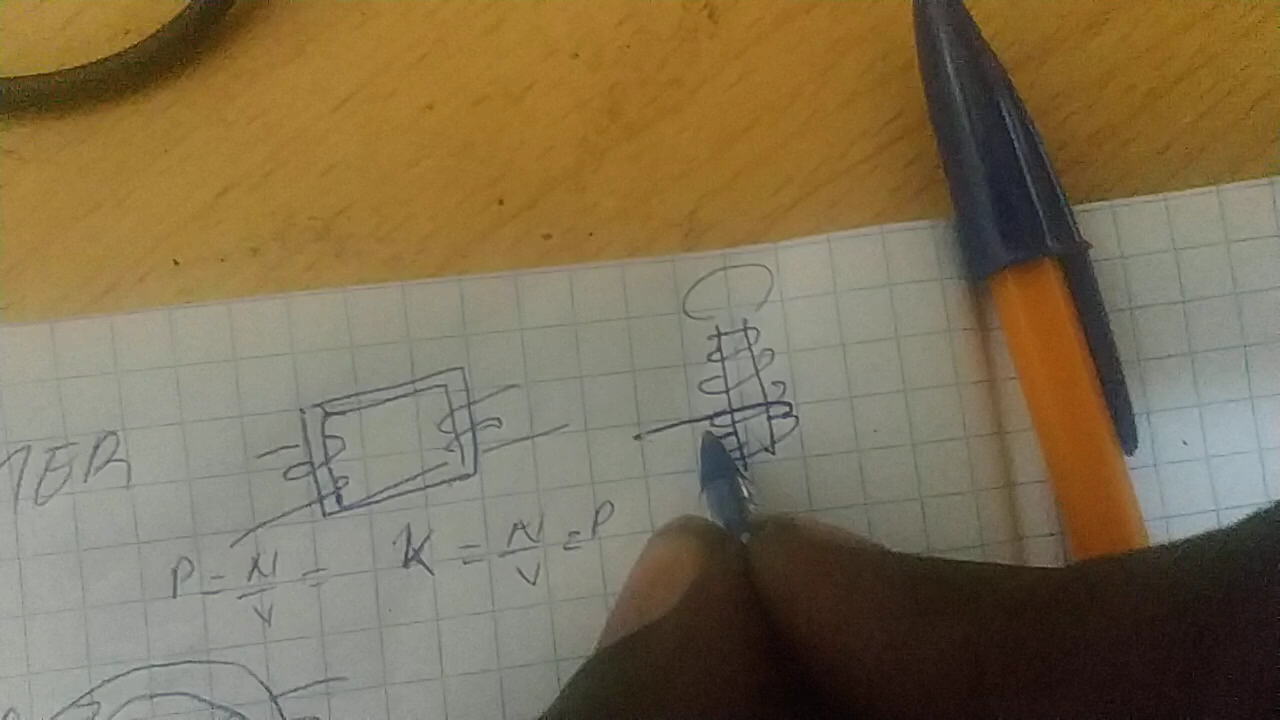 MER
P = N/V =
K = N/V = P